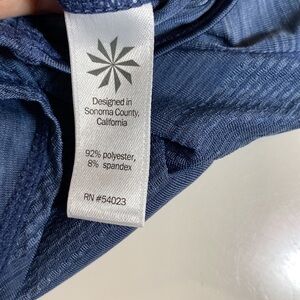 Designed in
Sonoma County,
California
92% polyester,
8% spandex
RN #54023